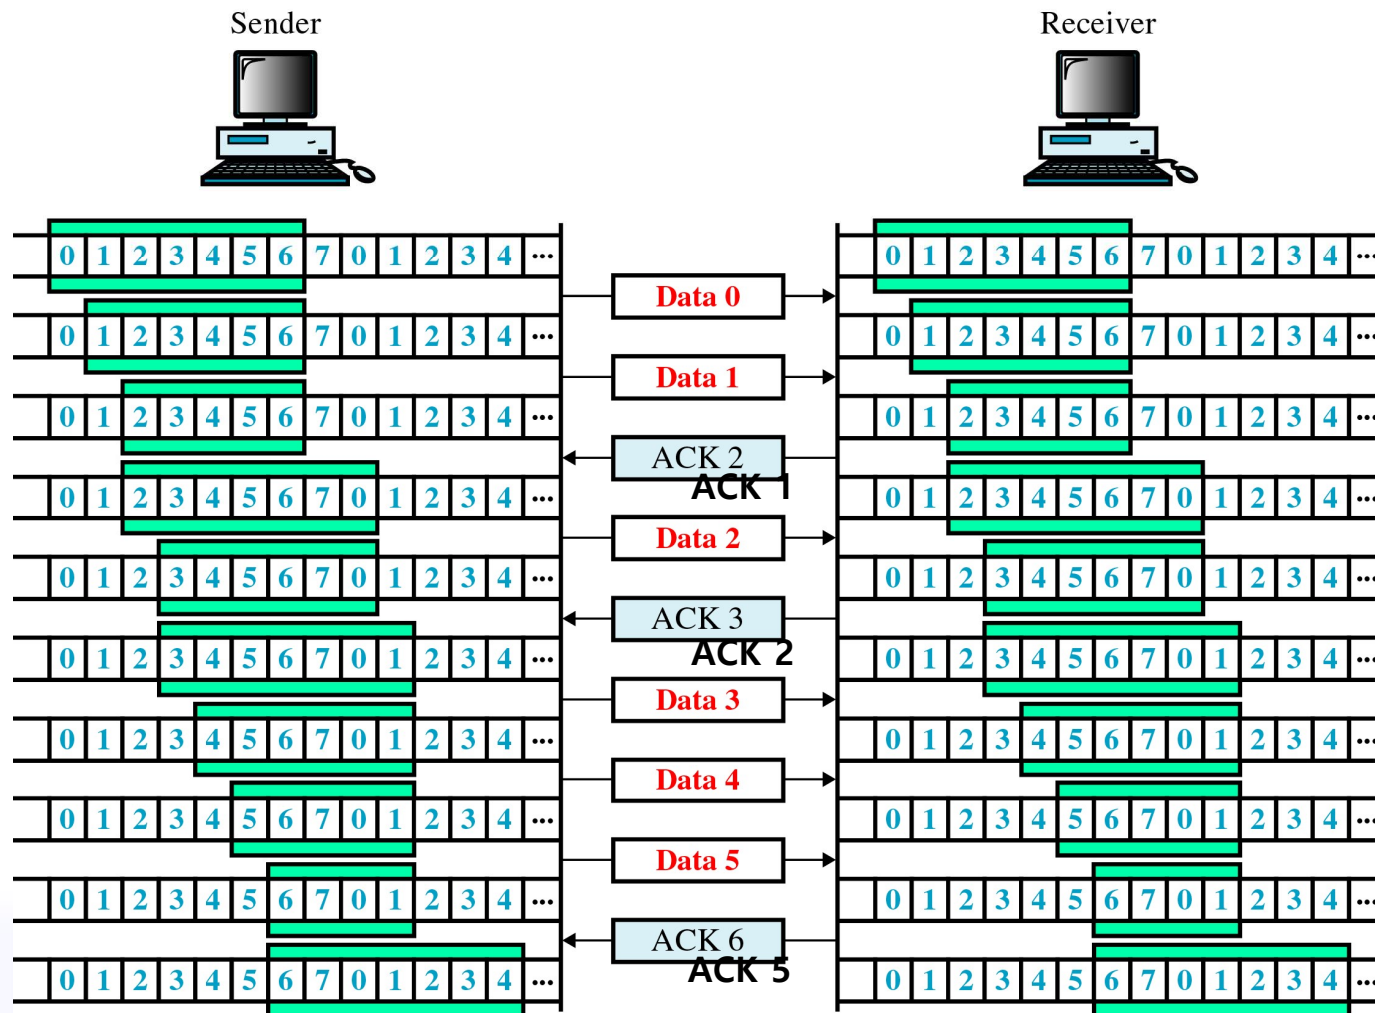 Sender Receiver
0 1 2 3 4 5 6 7 0 1 2 3 4 ... 0 1 2 3 4 5 6 7 0 1 2 3 4 ...
Data 0
0 1 2 3 4 5 6 7 0 1 2 3 4 ... 0 1 2 3 4 5 6 7 0 1 2 3 4 ...
Data 1
0 1 2 3 4 5 6 7 0 1 2 3 4 ... 0 1 2 3 4 5 6 7 0 1 2 3 4 ...
ACK 2
ACK 1
0 1 2 3 4 5 6 7 0 1 2 3 4 ... 0 1 2 3 4 5 6 7 0 1 2 3 4 ...
Data 2
0 1 2 3 4 5 6 7 0 1 2 3 4 ... 0 1 2 3 4 5 6 7 0 1 2 3 4 ...
ACK 3
ACK 2
0 1 2 3 4 5 6 7 0 1 2 3 4 ... 0 1 2 3 4 5 6 7 0 1 2 3 4 ...
Data 3
0 1 2 3 4 5 6 7 0 1 2 3 4 ... 0 1 2 3 4 5 6 7 0 1 2 3 4 ...
Data 4
0 1 2 3 4 5 6 7 0 1 2 3 4 ... 0 1 2 3 4 5 6 7 0 1 2 3 4 ...
Data 5
0 1 2 3 4 5 6 7 0 1 2 3 4 ... 0 1 2 3 4 5 6 7 0 1 2 3 4 ...
ACK 6
ACK 5
0 1 2 3 4 5 6 7 0 1 2 3 4 ... 0 1 2 3 4 5 6 7 0 1 2 3 4 ...